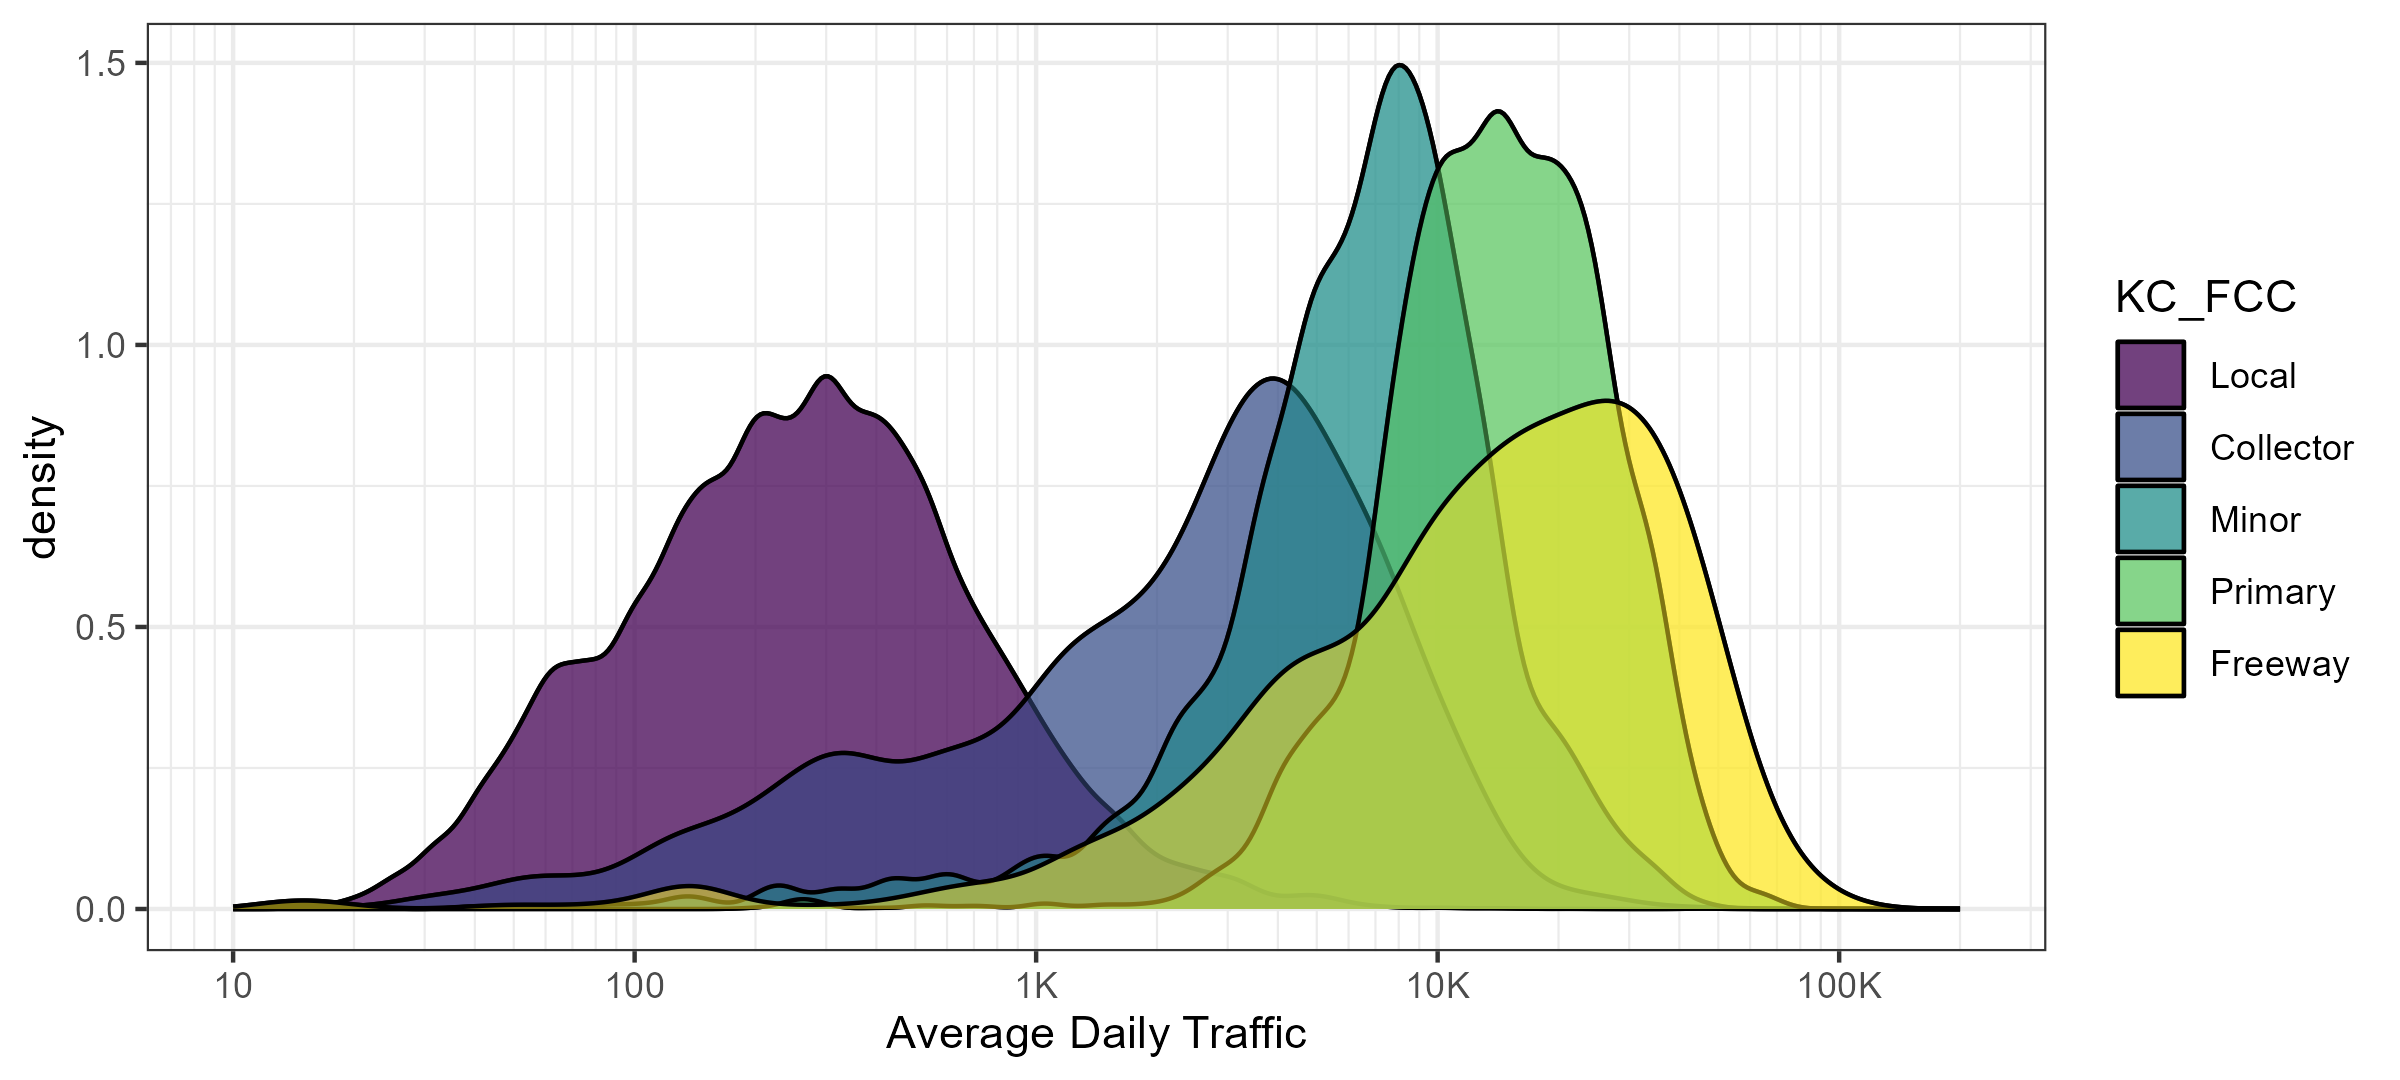 1.5
1.0
0.5
0.0
density
10 100 1K 10K 100K
Average Daily Traffic
KC_FCC
Local
Collector
Minor
Primary
Freeway